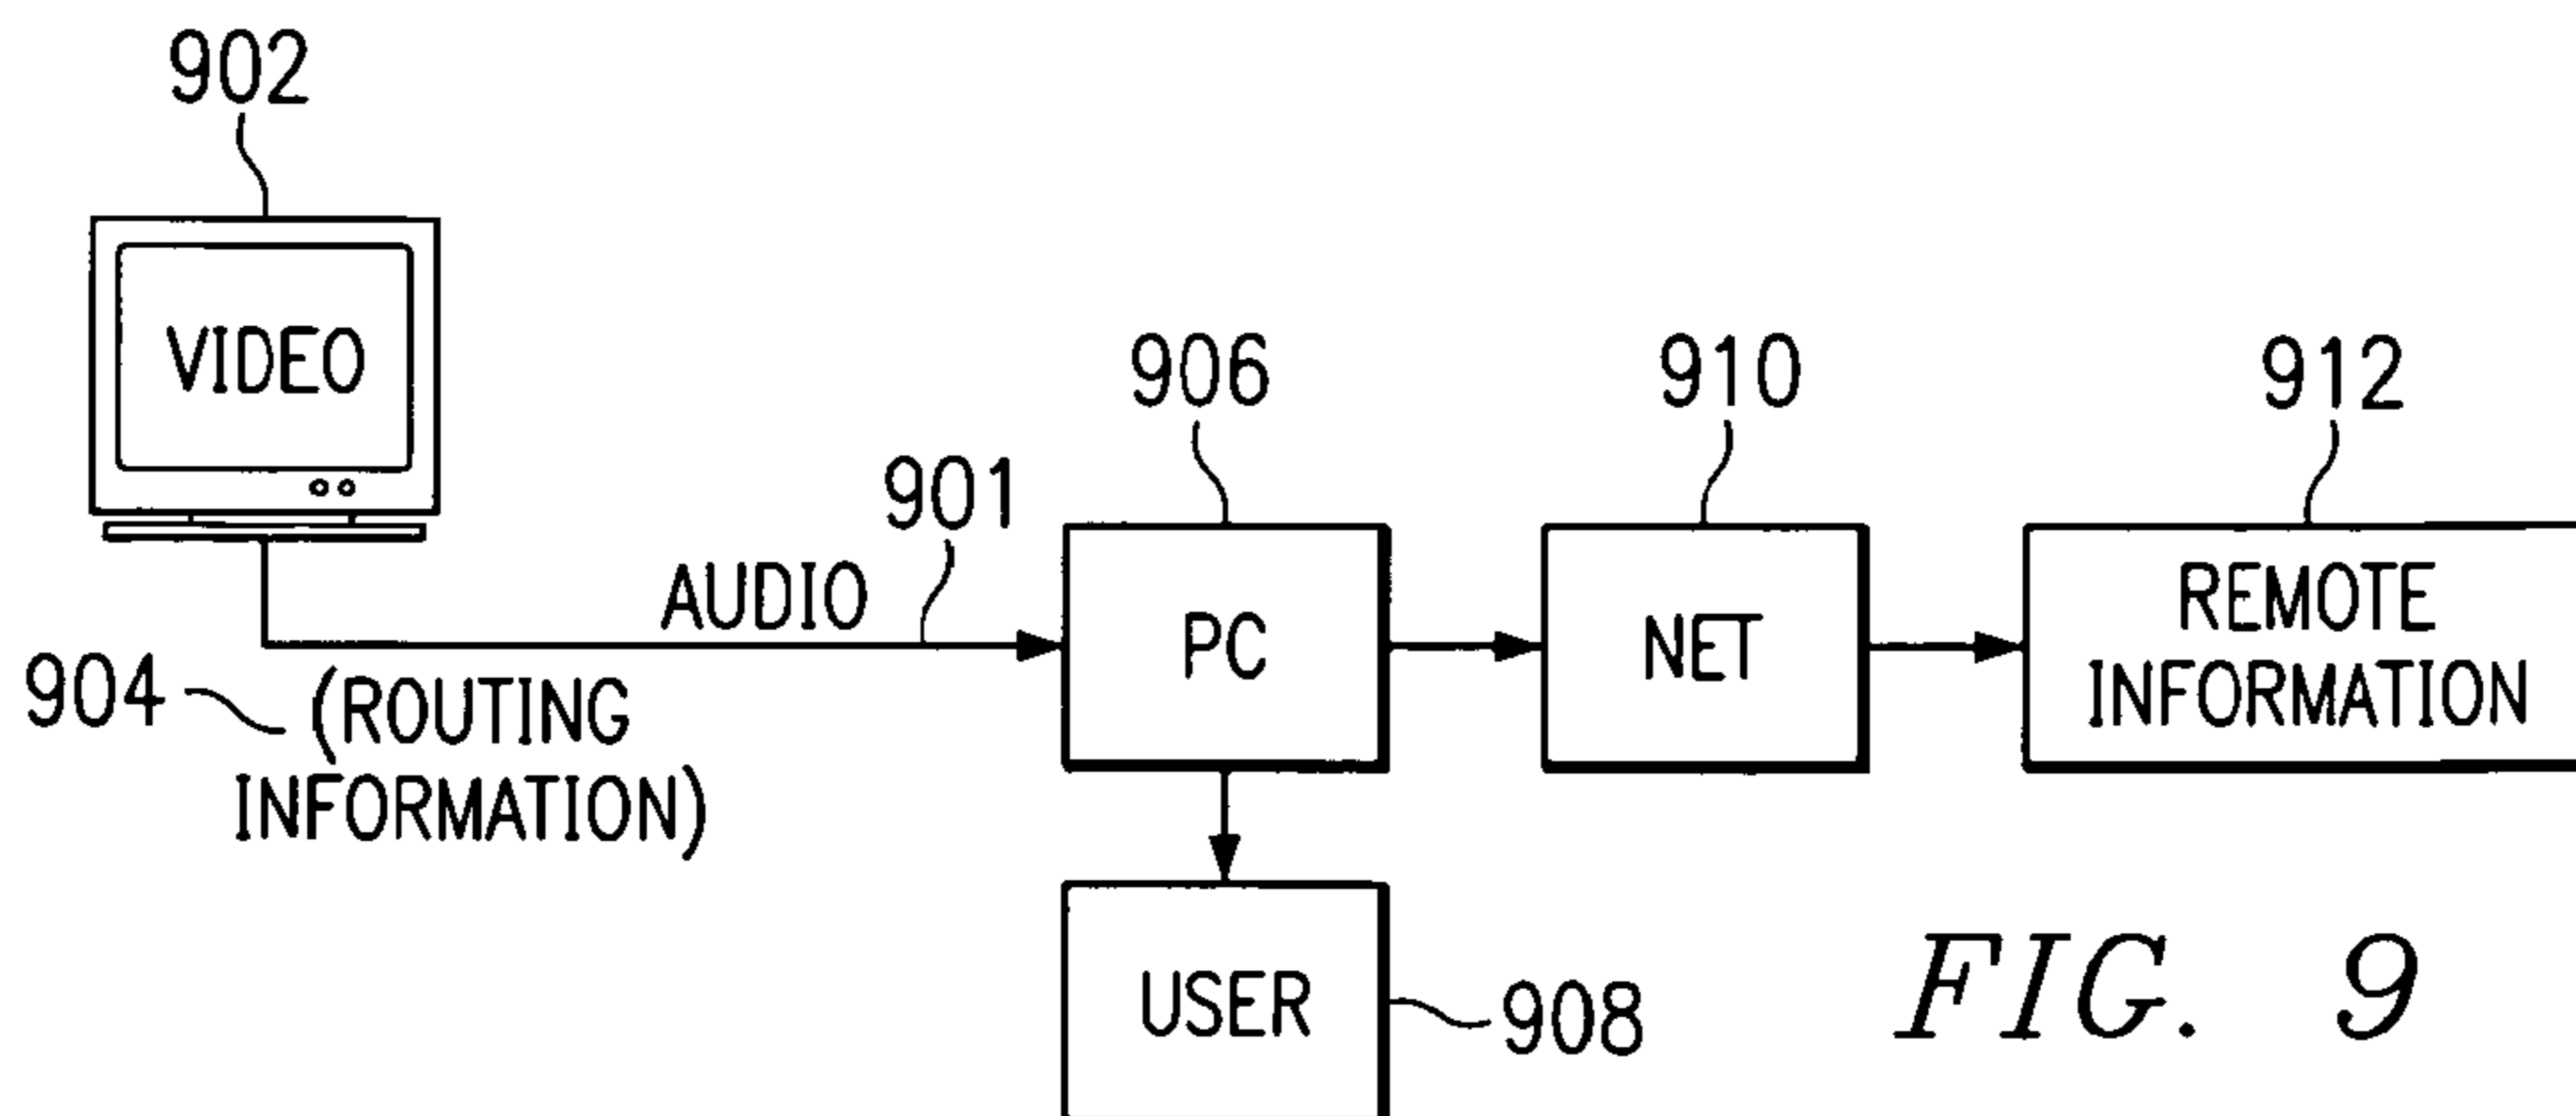 902
VIDEO
906
910
912
901
AUDIO
PC
NET
REMOTE
INFORMATION
904
(ROUTING
INFORMATION)
USER
908
FIG. 9